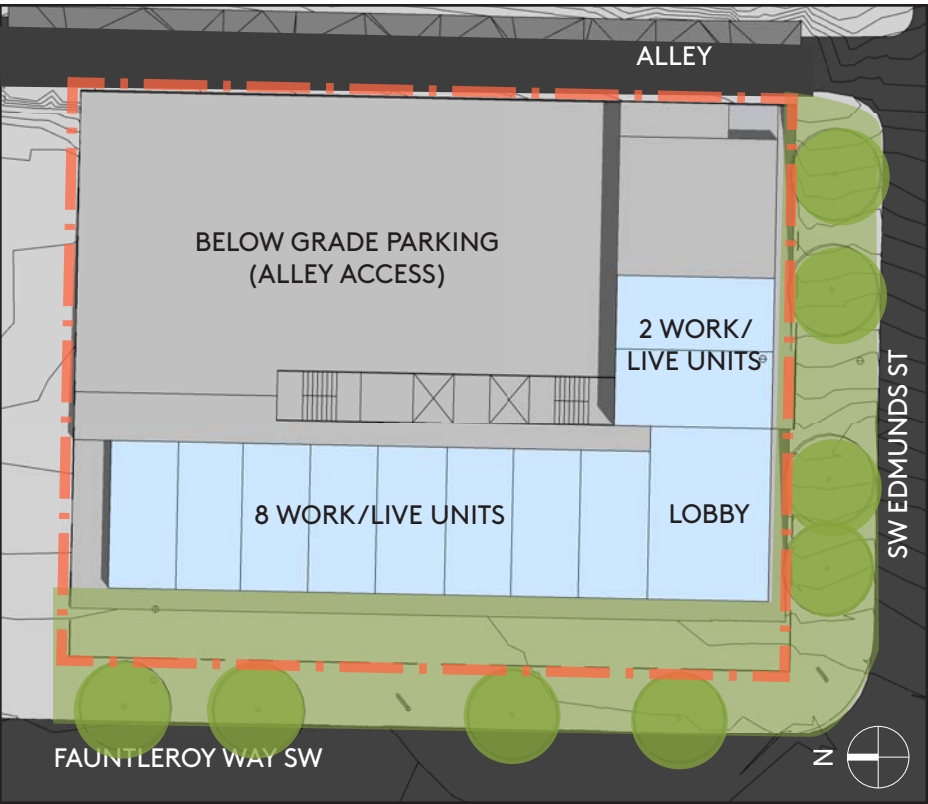 ALLEY
BELOW GRADE PARKING
(ALLEY ACCESS)
2 WORK/
LIVE UNITS
SW EDMUNDS ST
8 WORK/LIVE UNITS
LOBBY
FAUNTLEROY WAY SW
N